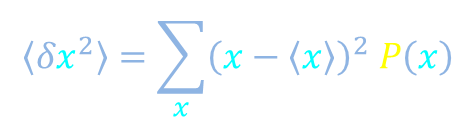 ⟨δx²⟩ = ∑ₓ (x − ⟨x⟩)² P(x)